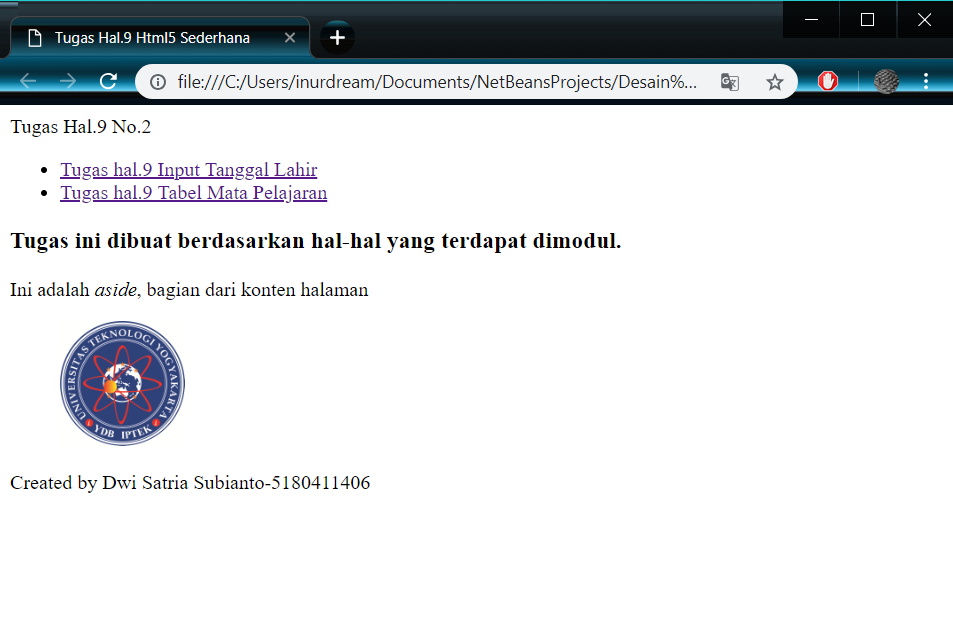 Tugas Hal.9 Html5 Sederhana
file:///C:/Users/inurdream/Documents/NetBeansProjects/Desain%...
Tugas Hal.9 No.2
Tugas hal.9 Input Tanggal Lahir
Tugas hal.9 Tabel Mata Pelajaran
Tugas ini dibuat berdasarkan hal-hal yang terdapat dimodul.
Ini adalah aside, bagian dari konten halaman
UNIVERSITAS TEKNOLOGI YOGYAKARTA
YDB IPTEK
Created by Dwi Satria Subianto-5180411406